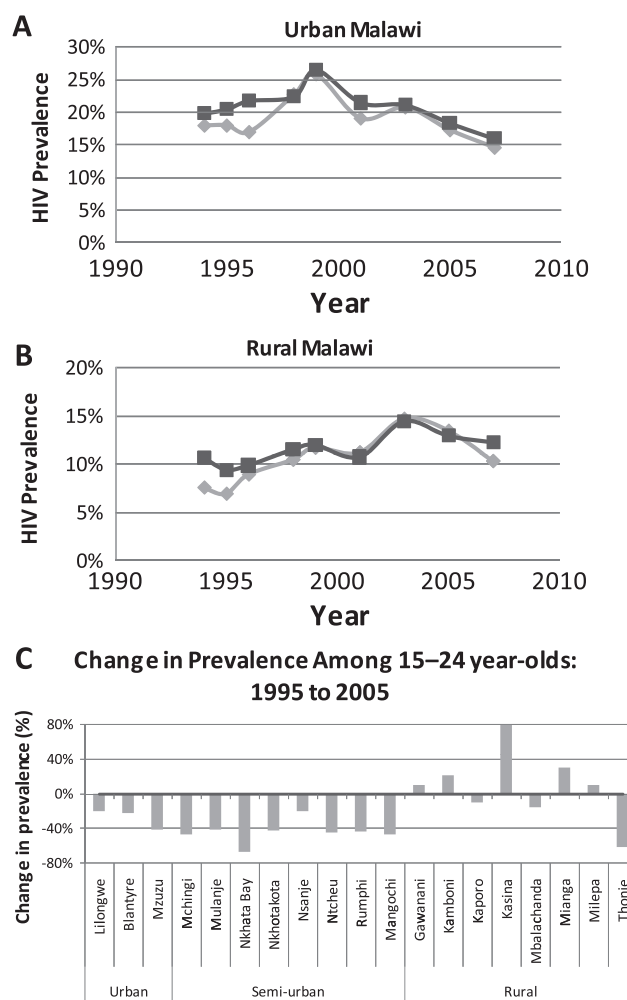 A
Urban Malawi
30%
25%
20%
15%
10%
5%
0%
HIV Prevalence
1990 1995 2000 2005 2010
Year
B
Rural Malawi
20%
15%
10%
5%
0%
HIV Prevalence
1990 1995 2000 2005 2010
Year
C
Change in Prevalence Among 15–24 year-olds:
1995 to 2005
Change in prevalence (%)
80%
40%
0%
-40%
-80%
Lilongwe
Blantyre
Mzuzu
Mchingi
Mulanje
Nkhata Bay
Nkhotakota
Nsanje
Ntcheu
Rumphi
Mangochi
Gawanani
Kamboni
Kaporo
Kasina
Mbalachanda
Mianga
Milepa
Thonje
Urban Semi-urban Rural